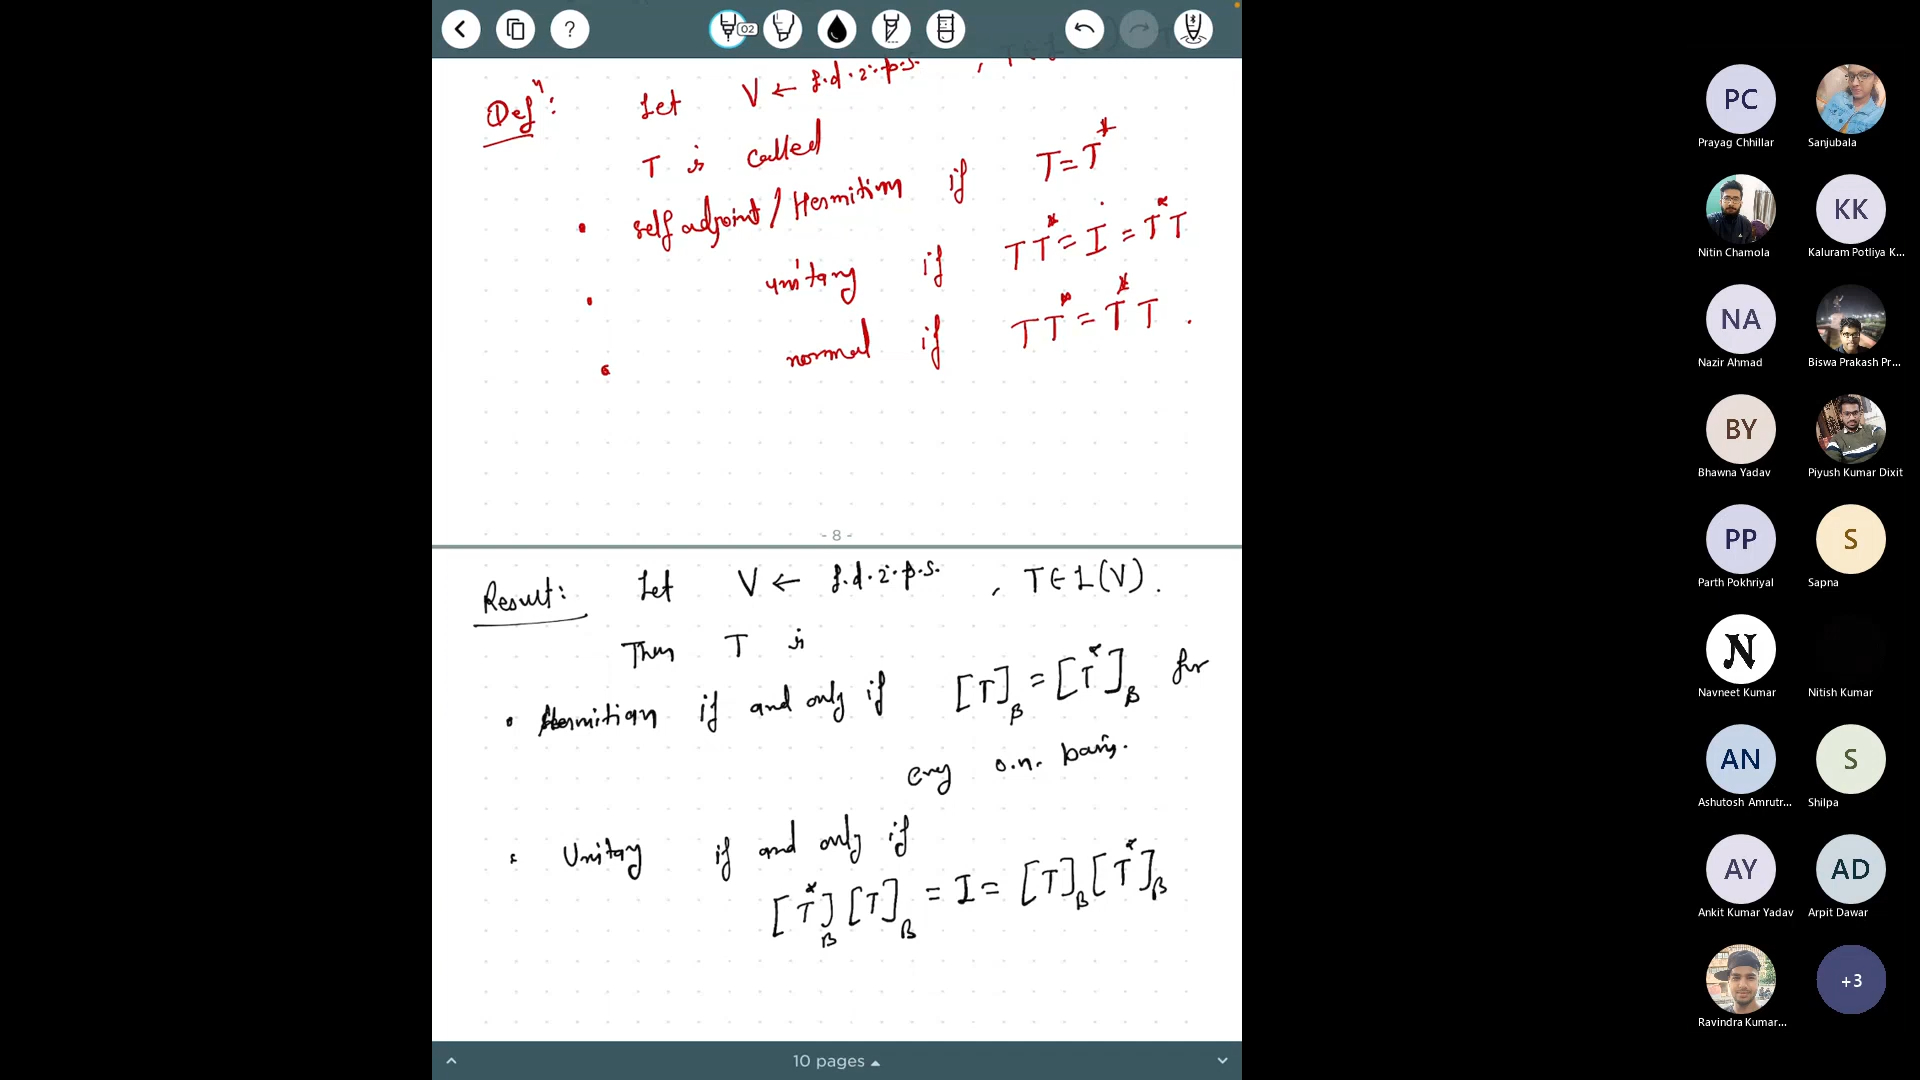 02
Defⁿ: Let V ← f.d.i.p.s. , T ∈
T is called
• self adjoint/Hermitian if T = T*
• unitary if TT* = I = T*T
• normal if TT* = T*T .
- 8 -
Result: Let V ← f.d.i.p.s. , T ∈ L(V).
Then T is
• Hermitian if and only if [T]_β = [T*]_β for
every o.n. basis.
• Unitary if and only if
[T*]_β [T]_β = I = [T]_β [T*]_β
10 pages
PC
Prayag Chhillar
Sanjubala
Nitin Chamola
KK
Kaluram Potliya K...
NA
Nazir Ahmad
Biswa Prakash Pr...
BY
Bhawna Yadav
Piyush Kumar Dixit
PP
Parth Pokhriyal
S
Sapna
N
Navneet Kumar
Nitish Kumar
AN
Ashutosh Amrutr...
S
Shilpa
AY
Ankit Kumar Yadav
AD
Arpit Dawar
Ravindra Kumar...
+3